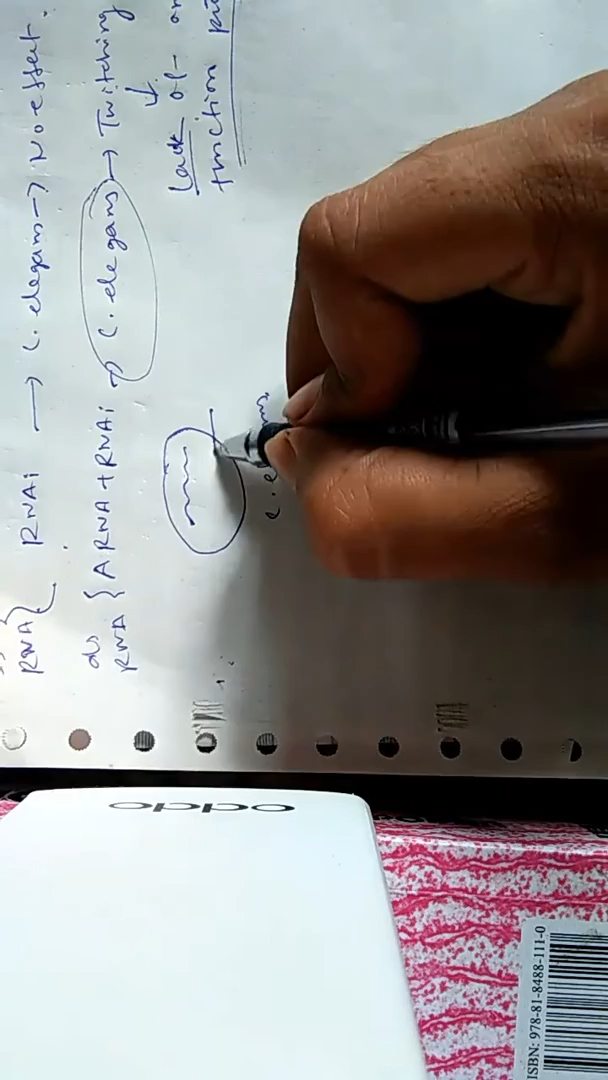 RNA}
RNAi → C. elegans → No effect.
ds
RNA { A RNA + RNAi → C. elegans → Twitching
↓
Lack of
function
oppo
ISBN: 978-81-8488-111-0